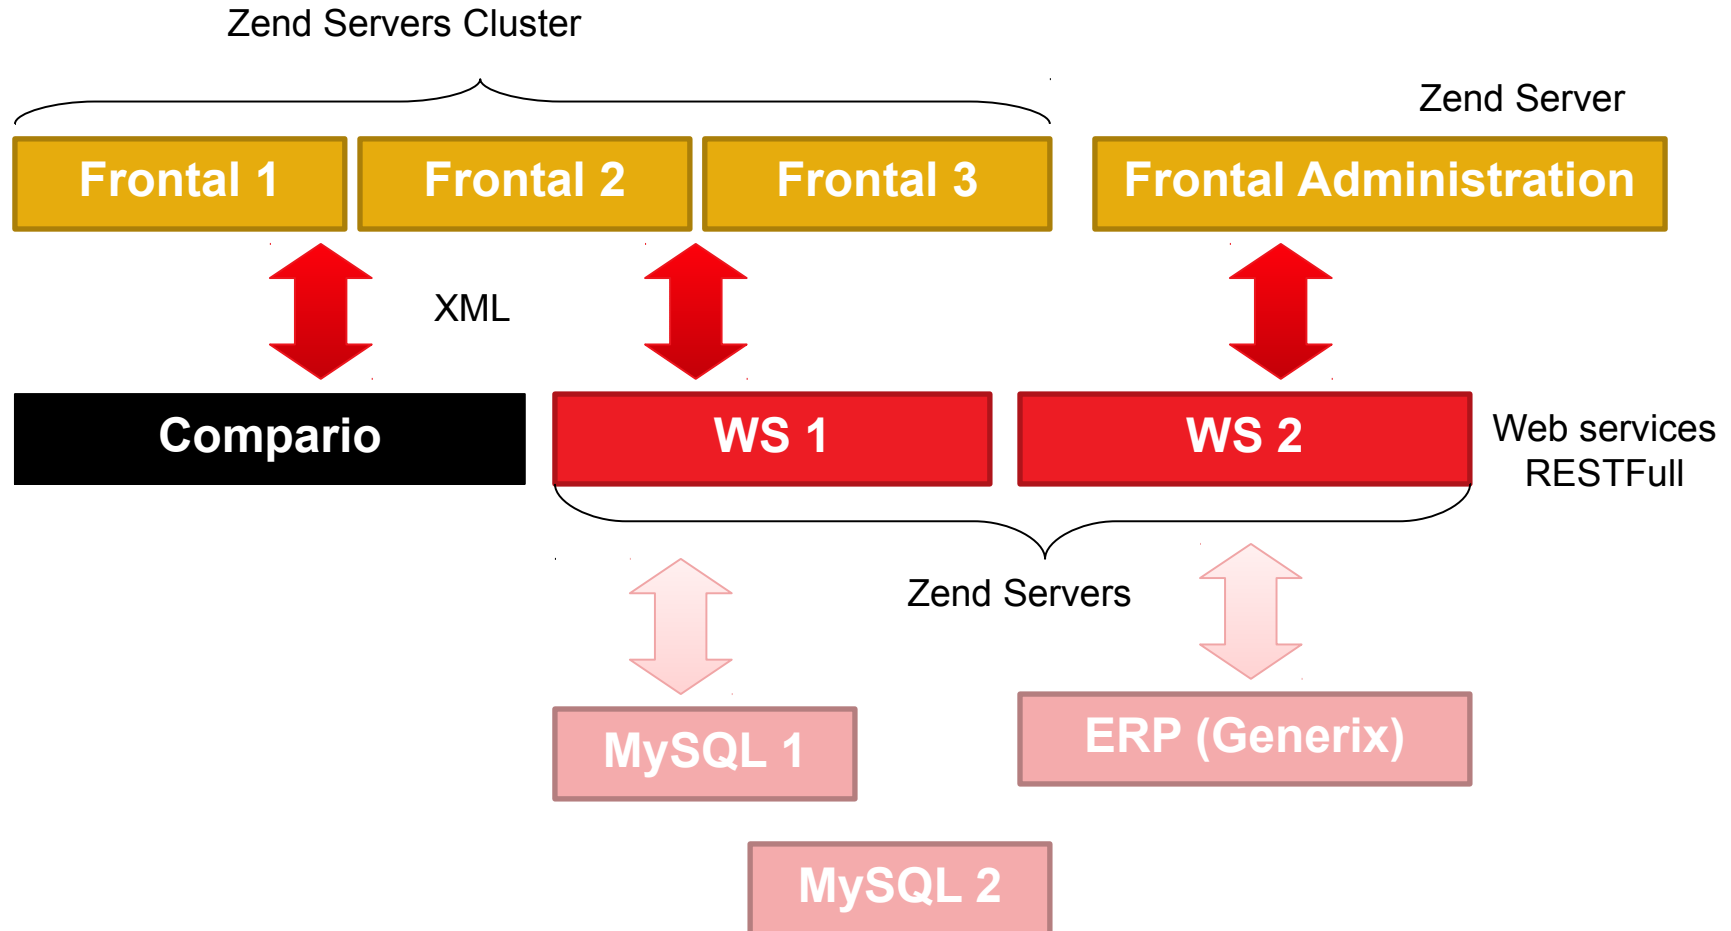 Zend Servers Cluster
Zend Server
Frontal 1
Frontal 2
Frontal 3
Frontal Administration
XML
Compario
WS 1
WS 2
Web services
RESTFull
Zend Servers
MySQL 1
ERP (Generix)
MySQL 2